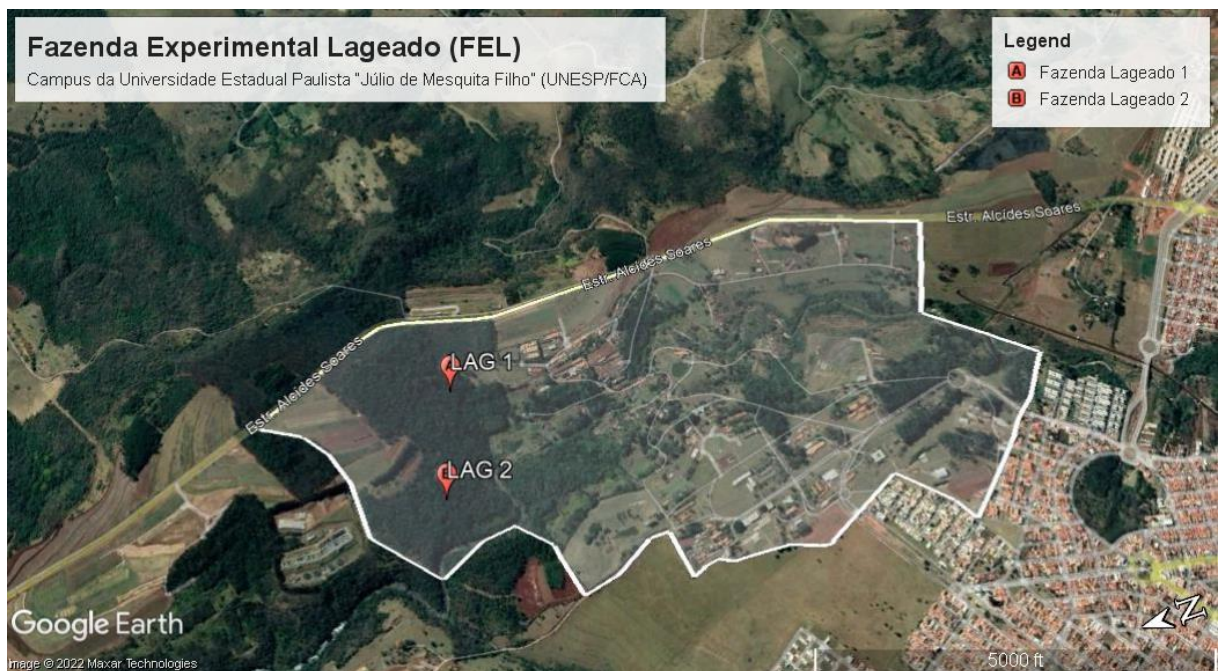 Fazenda Experimental Lageado (FEL)
Campus da Universidade Estadual Paulista "Júlio de Mesquita Filho" (UNESP/FCA)
Legend
A Fazenda Lageado 1
B Fazenda Lageado 2
Estr. Alcides Soares
Estr. Alcides Soares
Estr. Alcides Soares
LAG 1
LAG 2
Google Earth
N
Image © 2022 Maxar Technologies
5000 ft